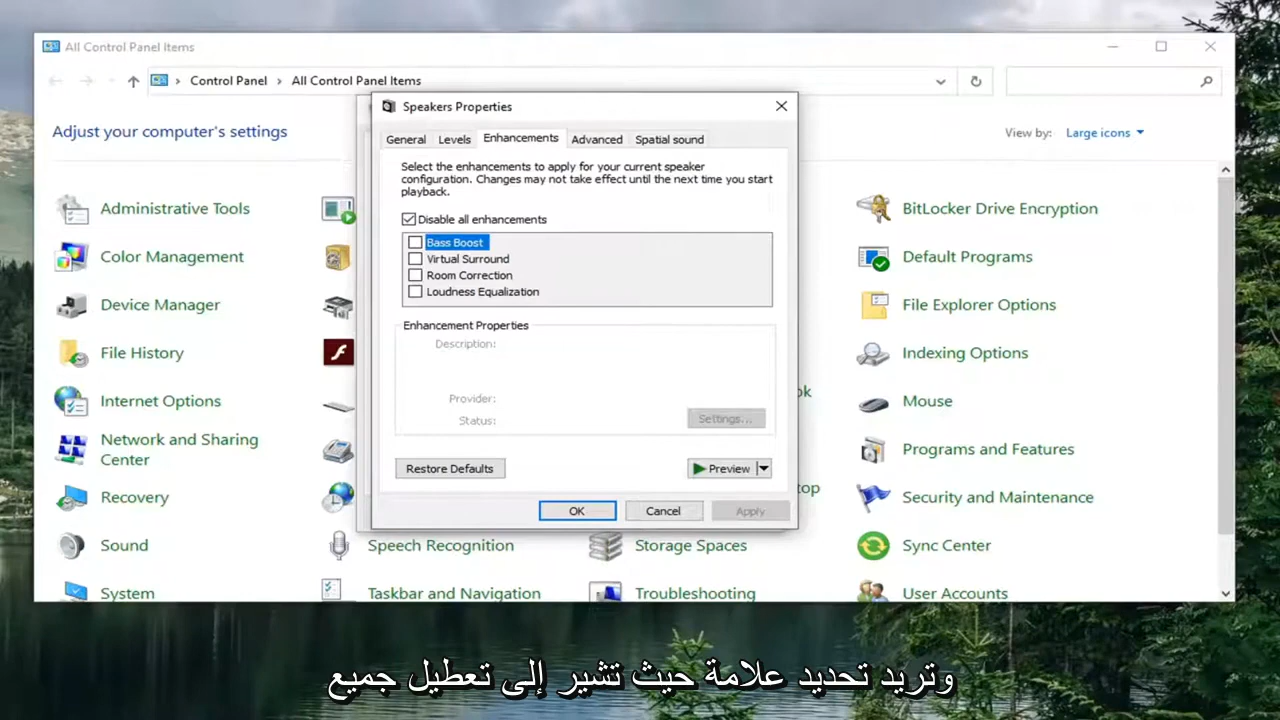 All Control Panel Items
Control Panel > All Control Panel Items
Adjust your computer's settings
View by: Large icons
Administrative Tools
Color Management
Device Manager
File History
Internet Options
Network and Sharing
Center
Recovery
Sound
System
Speakers Properties
General Levels Enhancements Advanced Spatial sound
Select the enhancements to apply for your current speaker
configuration. Changes may not take effect until the next time you start
playback.
Disable all enhancements
Bass Boost
Virtual Surround
Room Correction
Loudness Equalization
Enhancement Properties
Description:
Provider:
Status:
Settings...
Restore Defaults
Preview
OK Cancel Apply
Speech Recognition
Taskbar and Navigation
Storage Spaces
Troubleshooting
BitLocker Drive Encryption
Default Programs
File Explorer Options
Indexing Options
Mouse
Programs and Features
Security and Maintenance
Sync Center
User Accounts
وتريد تحديد علامة حيث تشير إلى تعطيل جميع